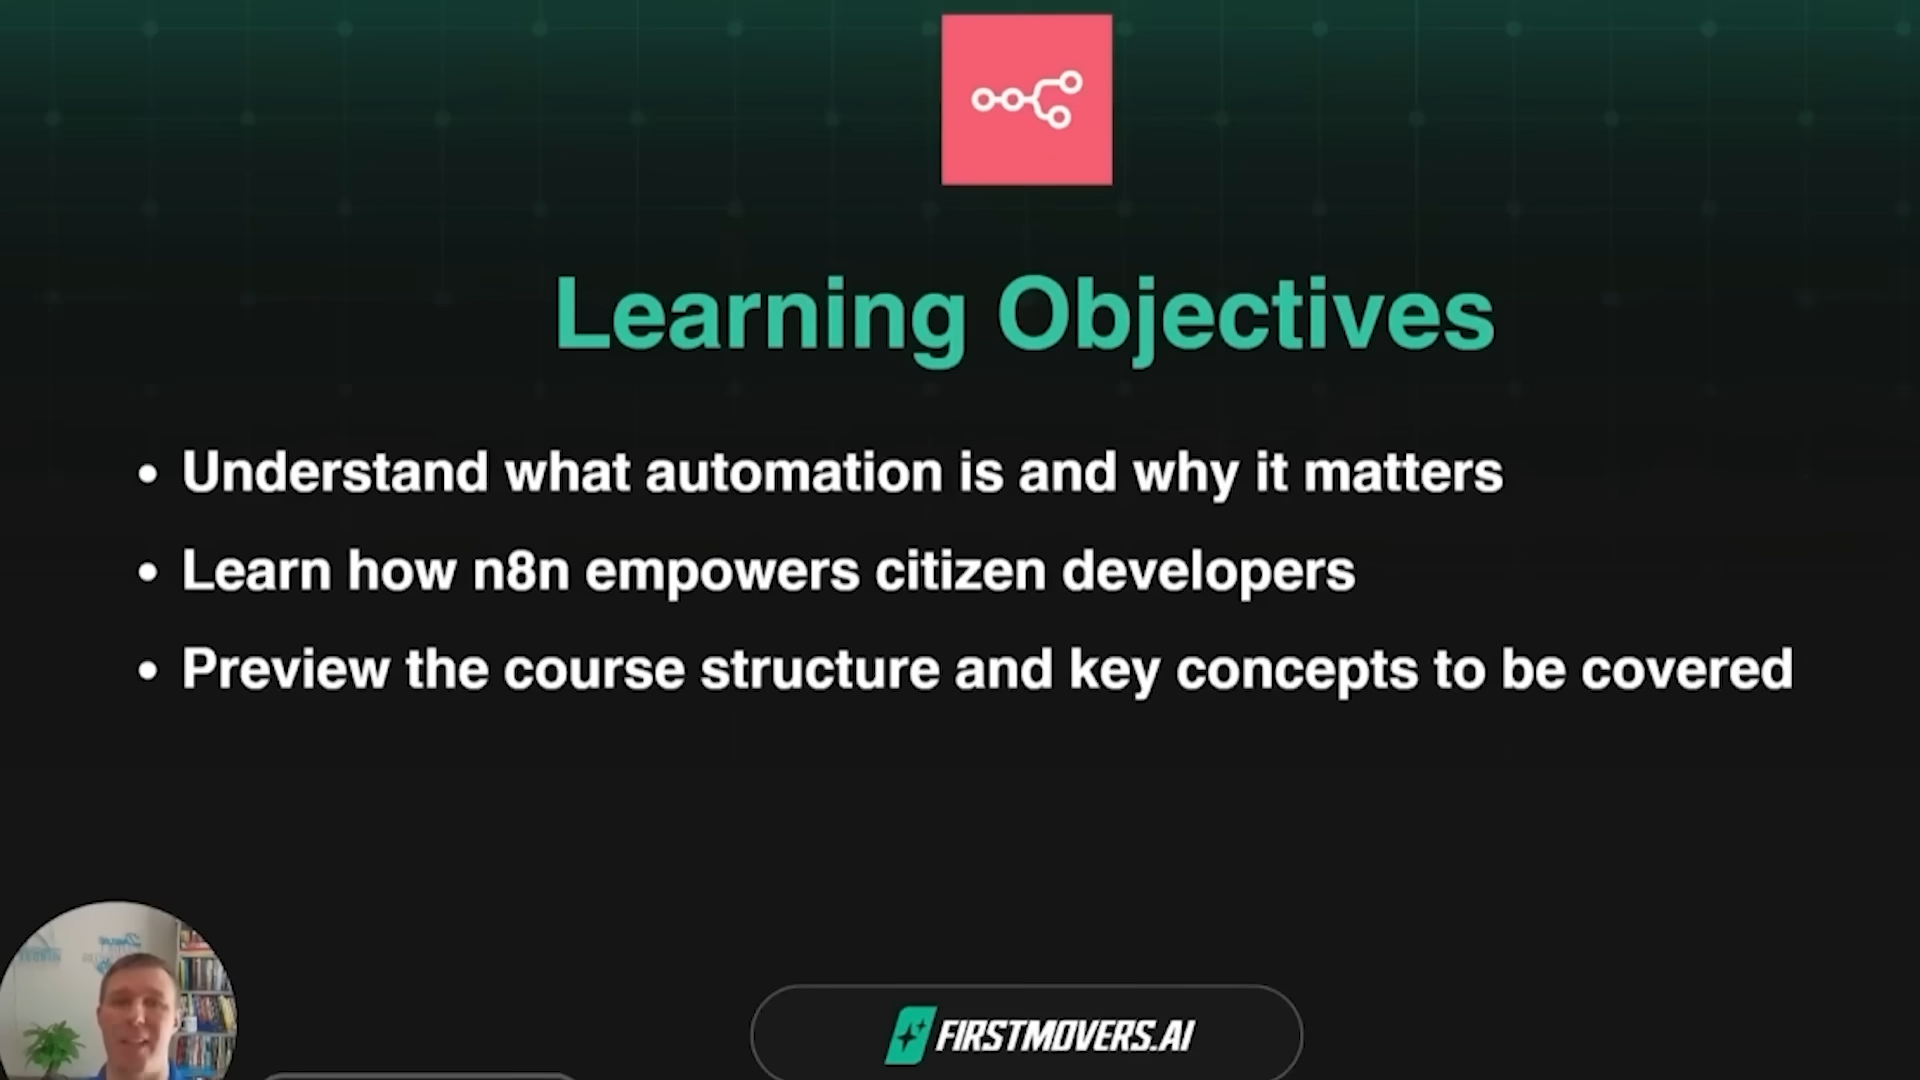 Learning Objectives
• Understand what automation is and why it matters
• Learn how n8n empowers citizen developers
• Preview the course structure and key concepts to be covered
FIRSTMOVERS.AI